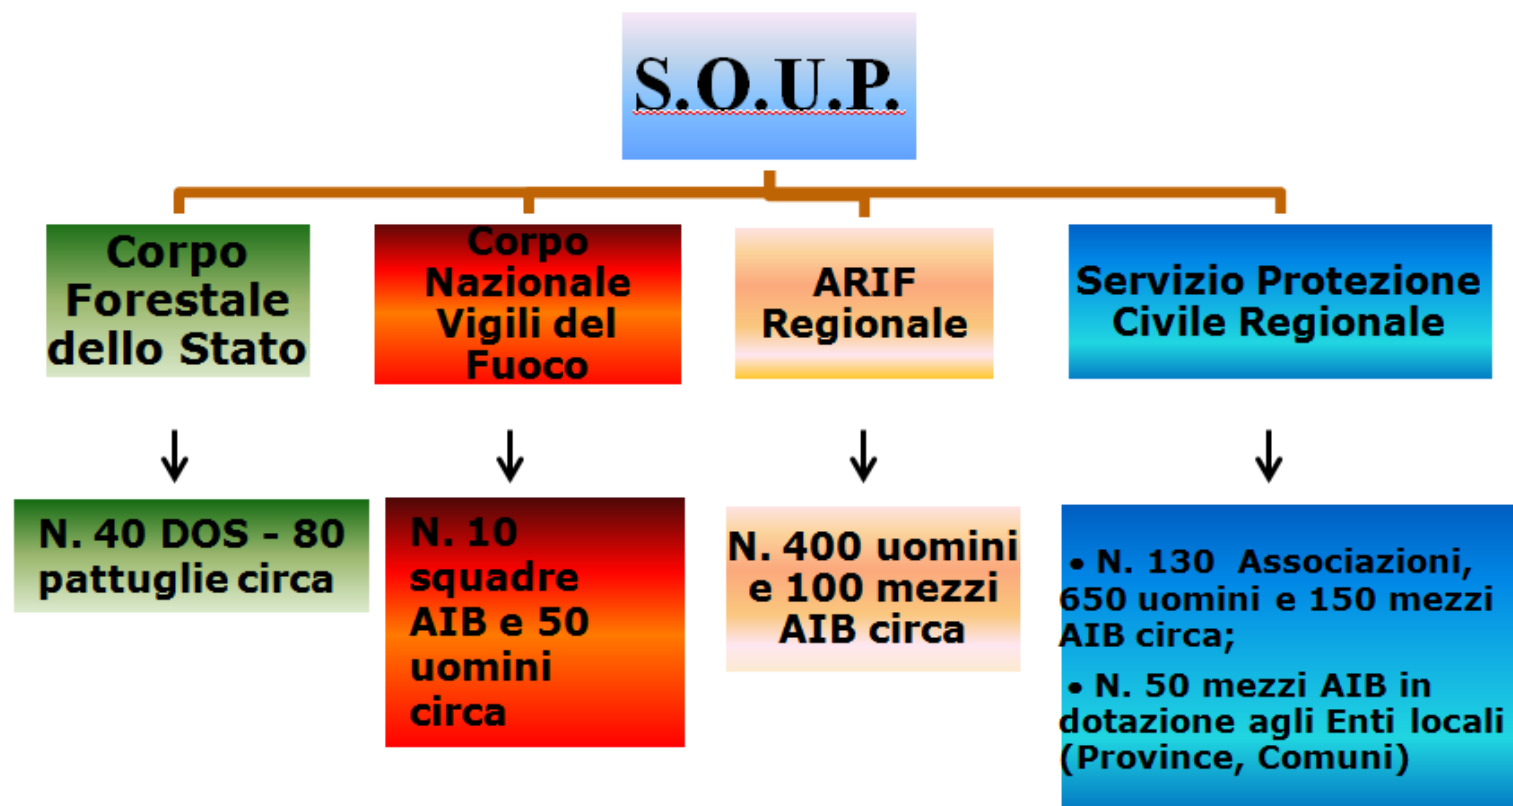 S.O.U.P.
Corpo
Forestale
dello Stato
Corpo
Nazionale
Vigili del
Fuoco
ARIF
Regionale
Servizio Protezione
Civile Regionale
N. 40 DOS - 80
pattuglie circa
N. 10
squadre
AIB e 50
uomini
circa
N. 400 uomini
e 100 mezzi
AIB circa
• N. 130 Associazioni,
650 uomini e 150 mezzi
AIB circa;
• N. 50 mezzi AIB in
dotazione agli Enti locali
(Province, Comuni)